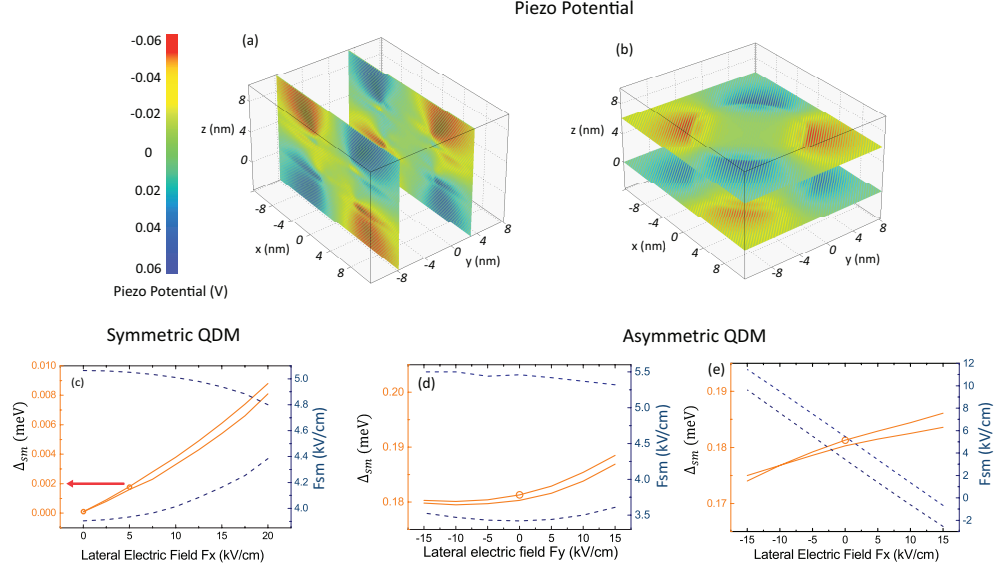 Piezo Potential
-0.06
-0.04
-0.02
0
0.02
0.04
0.06
Piezo Potential (V)
(a)
8
4
0
z (nm)
-8
-4
0
4
8
x (nm)
-8
-4
0
4
8
y (nm)
(b)
8
4
0
z (nm)
-8
-4
0
4
8
x (nm)
-8
-4
0
4
8
y (nm)
Symmetric QDM
Asymmetric QDM
(c)
0.010
0.008
0.006
0.004
0.002
0.000
Δsm (meV)
5.0
4.8
4.6
4.4
4.2
4.0
Fsm (kV/cm)
0 5 10 15 20
Lateral Electric Field Fx (kV/cm)
(d)
0.20
0.19
0.18
Δsm (meV)
5.5
5.0
4.5
4.0
3.5
Fsm (kV/cm)
-15 -10 -5 0 5 10 15
Lateral electric field Fy (kV/cm)
(e)
0.19
0.18
0.17
Δsm (meV)
12
10
8
6
4
2
0
-2
Fsm (kV/cm)
-15 -10 -5 0 5 10 15
Lateral Electric Field Fx (kV/cm)